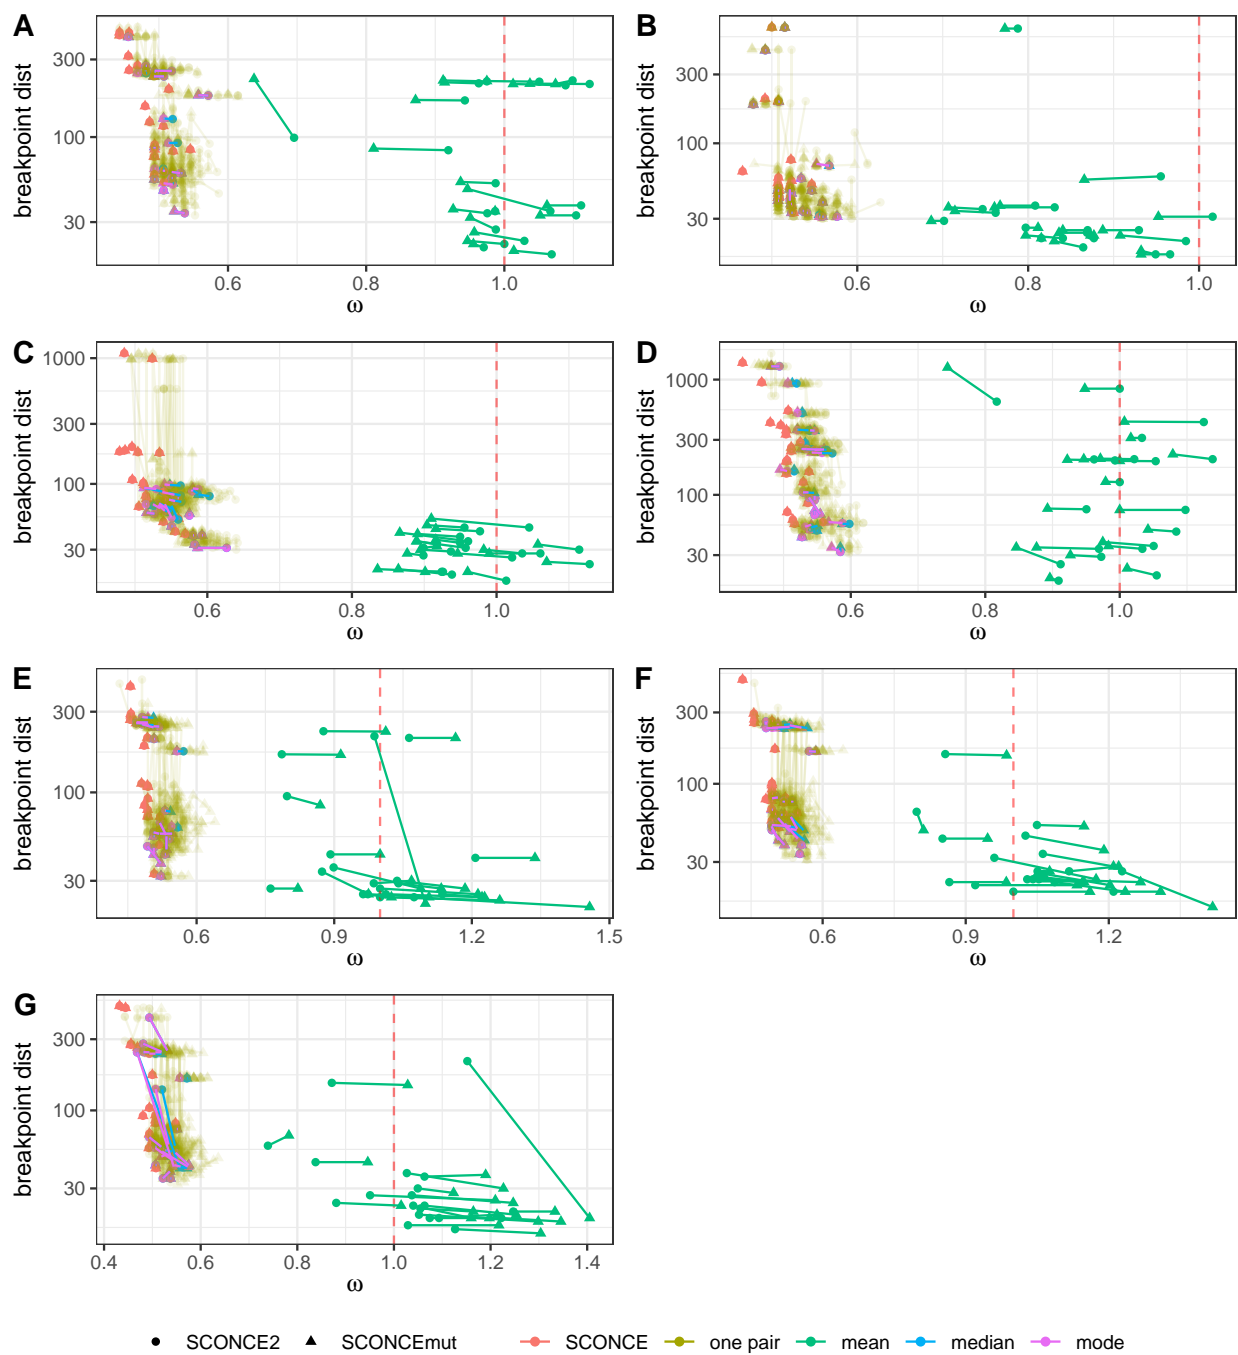 A
breakpoint dist
300
100
30
0.6
0.8
1.0
ω
B
breakpoint dist
300
100
30
0.6
0.8
1.0
ω
C
breakpoint dist
1000
300
100
30
0.6
0.8
1.0
ω
D
breakpoint dist
1000
300
100
30
0.6
0.8
1.0
ω
E
breakpoint dist
300
100
30
0.6
0.9
1.2
1.5
ω
F
breakpoint dist
300
100
30
0.6
0.9
1.2
ω
G
breakpoint dist
300
100
30
0.4
0.6
0.8
1.0
1.2
1.4
ω
SCONCE2 SCONCEmut SCONCE one pair mean median mode